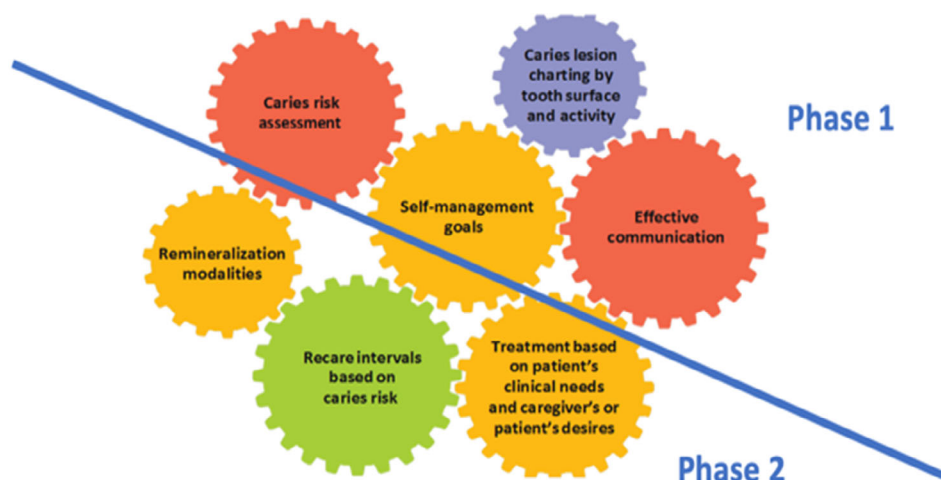 Caries risk
assessment
Caries lesion
charting by
tooth surface
and activity
Phase 1
Self-management
goals
Effective
communication
Remineralization
modalities
Recare intervals
based on
caries risk
Treatment based
on patient's
clinical needs
and caregiver's or
patient's desires
Phase 2